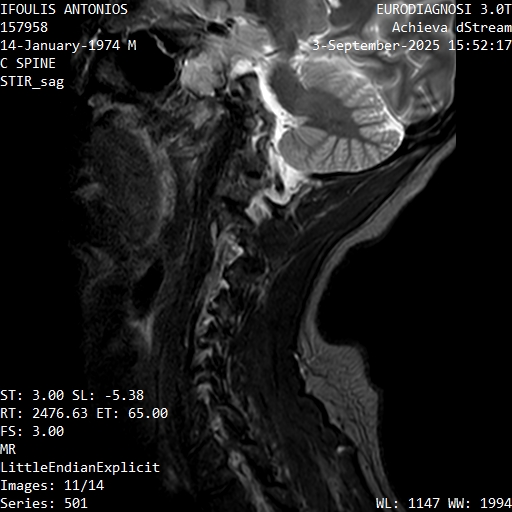 IFOULIS ANTONIOS
157958
14-January-1974 M
C SPINE
STIR_sag
EURODIAGNOSI 3.0T
Achieva dStream
3-September-2025 15:52:17
ST: 3.00 SL: -5.38
RT: 2476.63 ET: 65.00
FS: 3.00
MR
LittleEndianExplicit
Images: 11/14
Series: 501
WL: 1147 WW: 1994